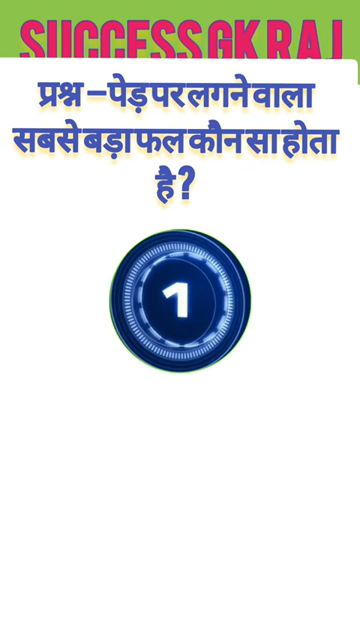 SUCCESS GK RAJ
प्रश्न – पेड़ पर लगने वाला
सबसे बड़ा फल कौन सा होता
है ?
1